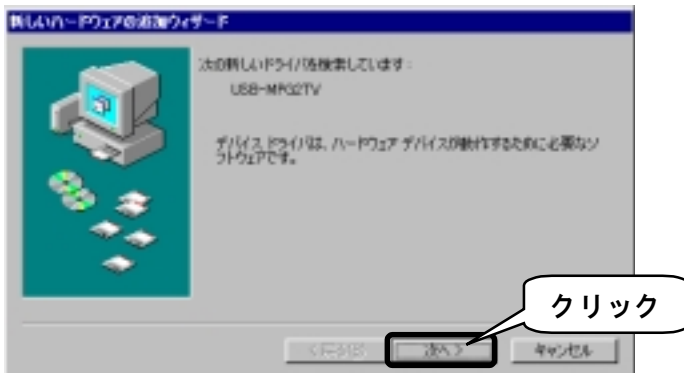 新しいハードウェアの追加ウィザード
次の新しいドライバを検索しています:
USB-MPG2TV
デバイス ドライバは、ハードウェア デバイスが動作するために必要なソ
フトウェアです。
クリック
< 戻る(B)
次へ >
キャンセル